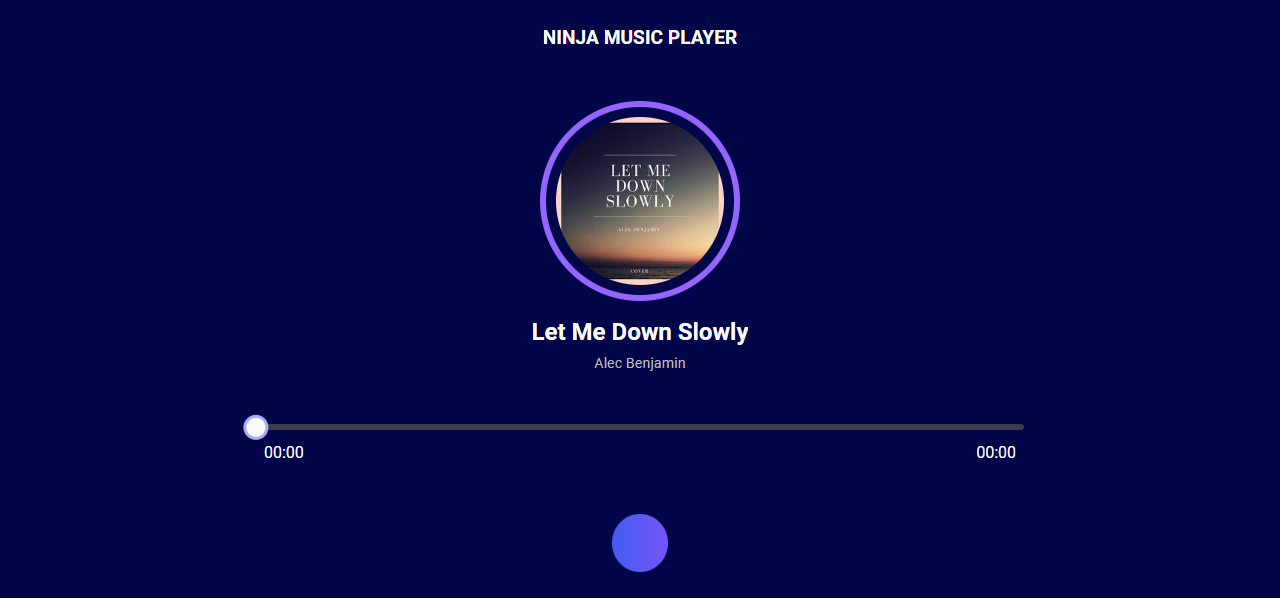 NINJA MUSIC PLAYER
LET ME
DOWN
SLOWLY
ALEC BENJAMIN
COVER
Let Me Down Slowly
Alec Benjamin
00:00 00:00